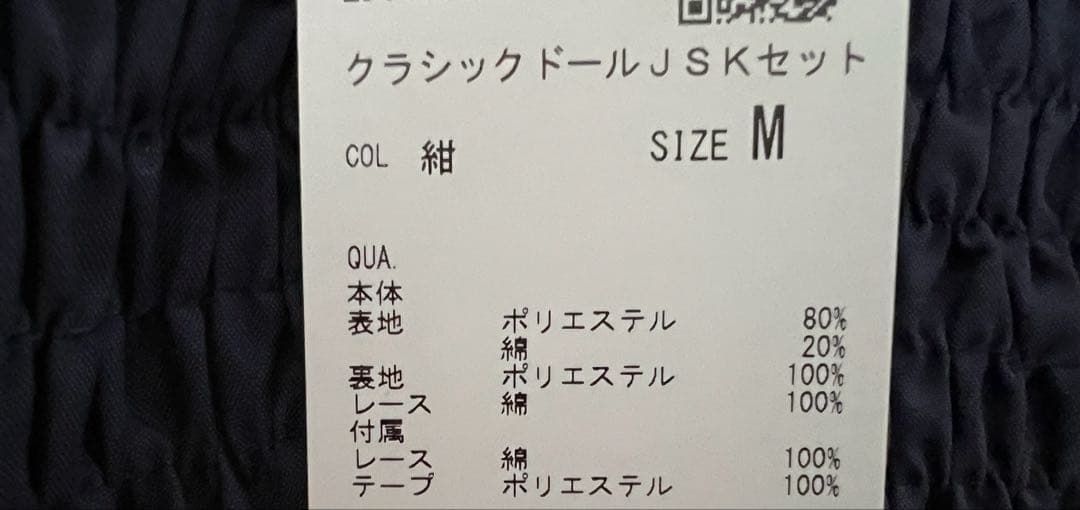 クラシックドールJSKセット
COL 紺 SIZE M
QUA.
本体
表地 ポリエステル 80%
綿 20%
裏地 ポリエステル 100%
レース 綿 100%
付属
レース 綿 100%
テープ ポリエステル 100%